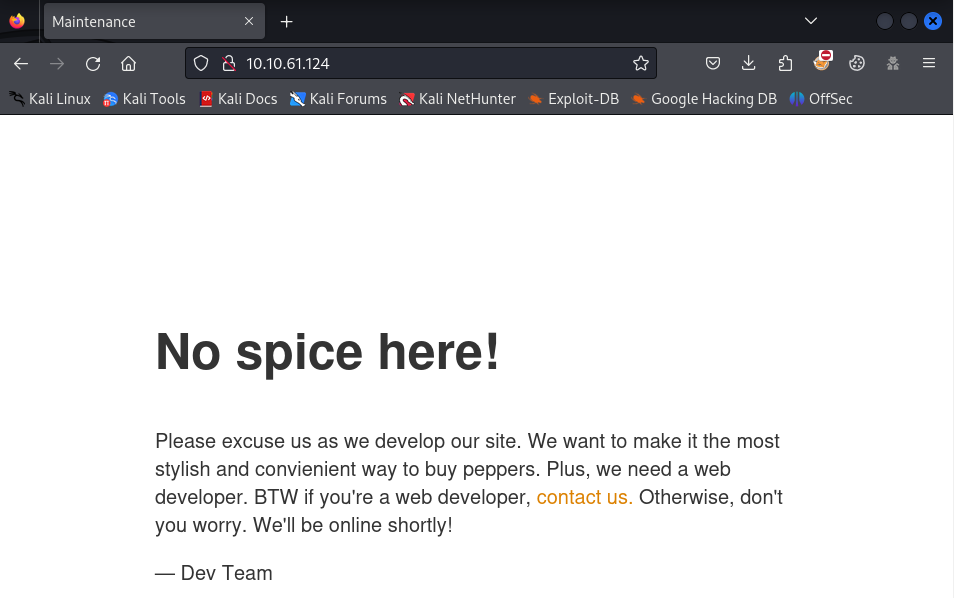 Maintenance
10.10.61.124
Kali Linux Kali Tools Kali Docs Kali Forums Kali NetHunter Exploit-DB Google Hacking DB OffSec
No spice here!
Please excuse us as we develop our site. We want to make it the most
stylish and convienient way to buy peppers. Plus, we need a web
developer. BTW if you're a web developer, contact us. Otherwise, don't
you worry. We'll be online shortly!
— Dev Team